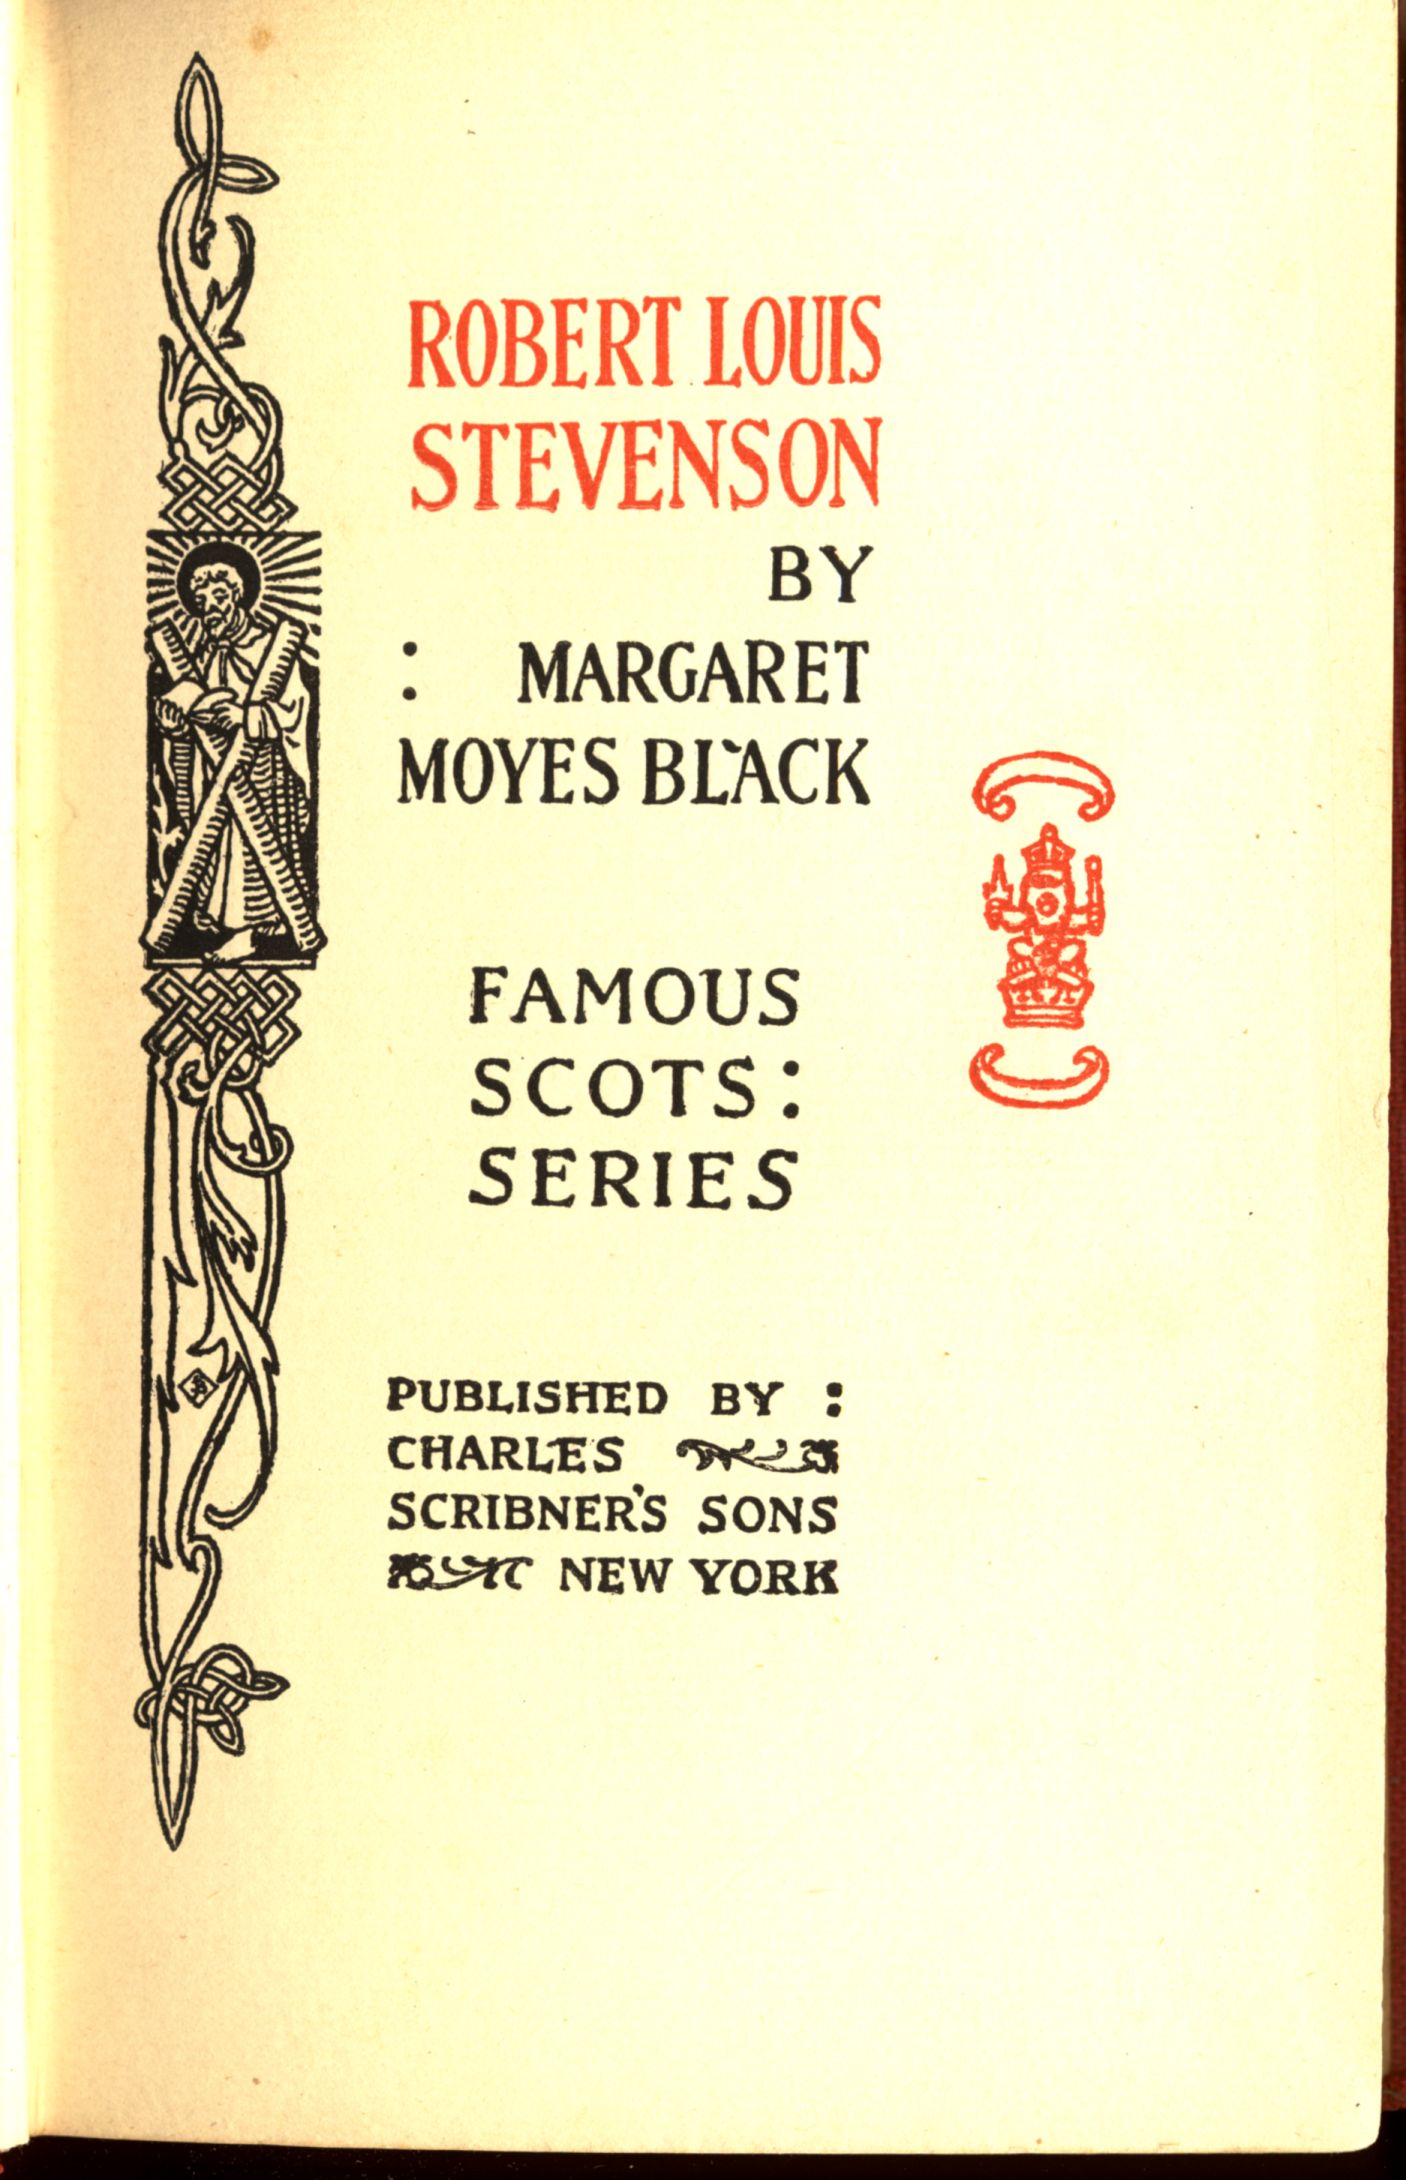 ROBERT LOUIS
STEVENSON
BY
: MARGARET
MOYES BLACK
FAMOUS
SCOTS :
SERIES
PUBLISHED BY :
CHARLES
SCRIBNER'S SONS
NEW YORK